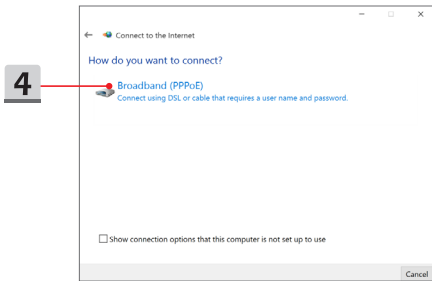 Connect to the Internet
How do you want to connect?
4
Broadband (PPPoE)
Connect using DSL or cable that requires a user name and password.
Show connection options that this computer is not set up to use
Cancel